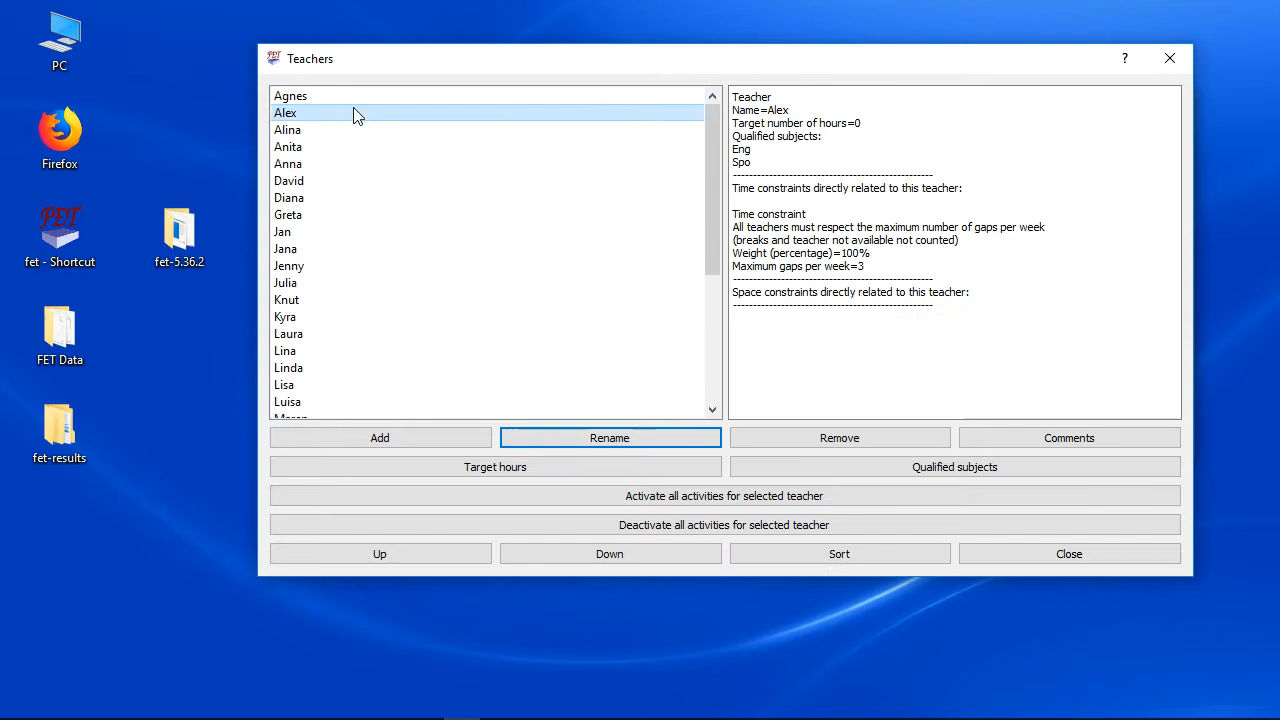 PC
Firefox
FET
fet - Shortcut
fet-5.36.2
FET Data
fet-results
FET Teachers
?
Agnes
Alex
Alina
Anita
Anna
David
Diana
Greta
Jan
Jana
Jenny
Julia
Knut
Kyra
Laura
Lina
Linda
Lisa
Luisa
Teacher
Name=Alex
Target number of hours=0
Qualified subjects:
Eng
Spo
------------------------------------------------
Time constraints directly related to this teacher:
Time constraint
All teachers must respect the maximum number of gaps per week
(breaks and teacher not available not counted)
Weight (percentage)=100%
Maximum gaps per week=3
------------------------------------------------
Space constraints directly related to this teacher:
------------------------------------------------
Add
Rename
Remove
Comments
Target hours
Qualified subjects
Activate all activities for selected teacher
Deactivate all activities for selected teacher
Up
Down
Sort
Close